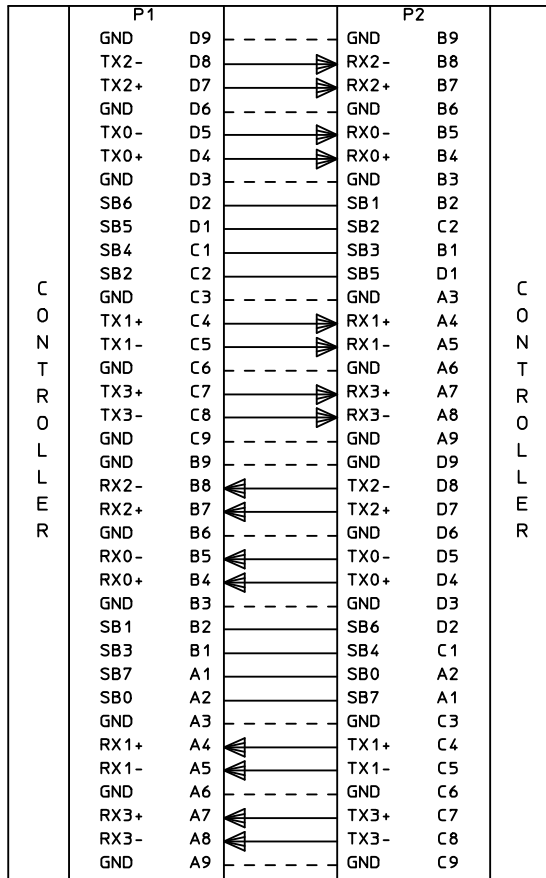 P1 P2
GND D9 GND B9
TX2- D8 RX2- B8
TX2+ D7 RX2+ B7
GND D6 GND B6
TX0- D5 RX0- B5
TX0+ D4 RX0+ B4
GND D3 GND B3
SB6 D2 SB1 B2
SB5 D1 SB2 C2
SB4 C1 SB3 B1
SB2 C2 SB5 D1
GND C3 GND A3
TX1+ C4 RX1+ A4
TX1- C5 RX1- A5
GND C6 GND A6
TX3+ C7 RX3+ A7
TX3- C8 RX3- A8
GND C9 GND A9
GND B9 GND D9
RX2- B8 TX2- D8
RX2+ B7 TX2+ D7
GND B6 GND D6
RX0- B5 TX0- D5
RX0+ B4 TX0+ D4
GND B3 GND D3
SB1 B2 SB6 D2
SB3 B1 SB4 C1
SB7 A1 SB0 A2
SB0 A2 SB7 A1
GND A3 GND C3
RX1+ A4 TX1+ C4
RX1- A5 TX1- C5
GND A6 GND C6
RX3+ A7 TX3+ C7
RX3- A8 TX3- C8
GND A9 GND C9
CONTROLLER
CONTROLLER